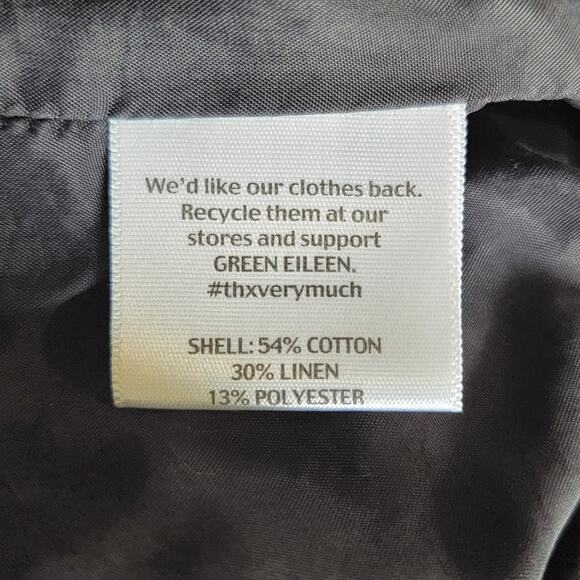 We'd like our clothes back.
Recycle them at our
stores and support
GREEN EILEEN.
#thxverymuch
SHELL: 54% COTTON
30% LINEN
13% POLYESTER